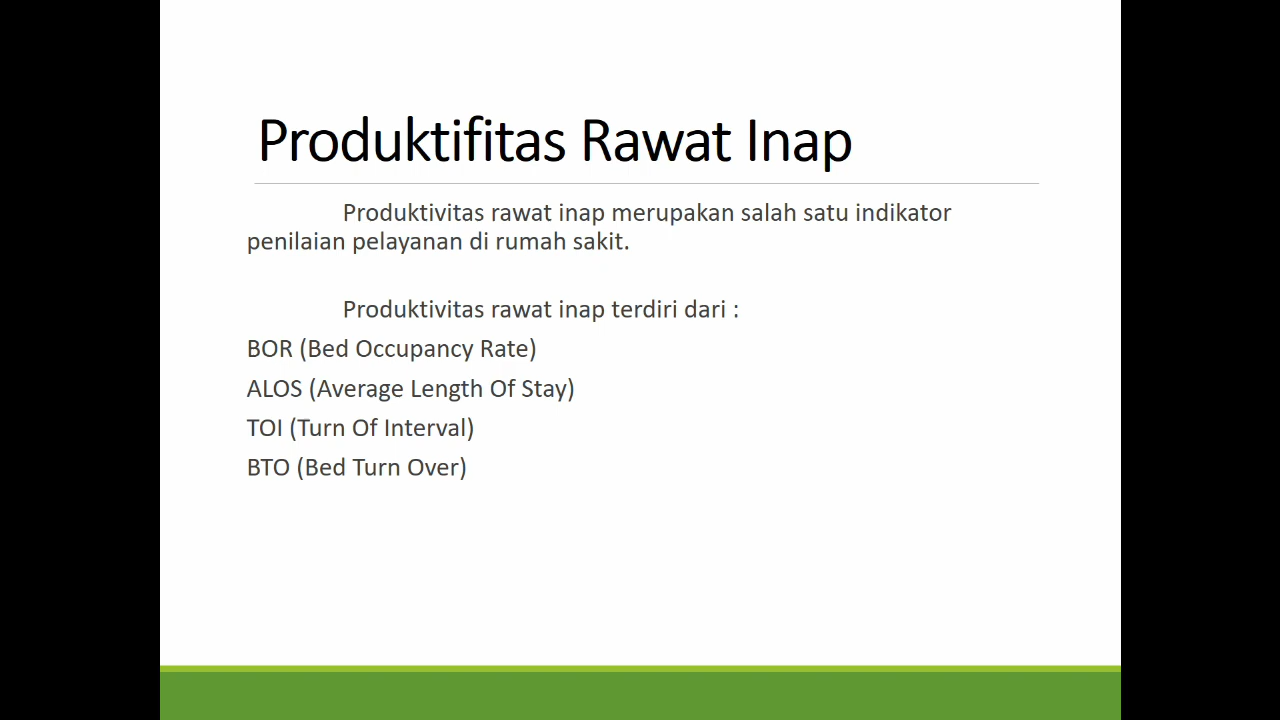 Produktifitas Rawat Inap
Produktivitas rawat inap merupakan salah satu indikator
penilaian pelayanan di rumah sakit.
Produktivitas rawat inap terdiri dari :
BOR (Bed Occupancy Rate)
ALOS (Average Length Of Stay)
TOI (Turn Of Interval)
BTO (Bed Turn Over)